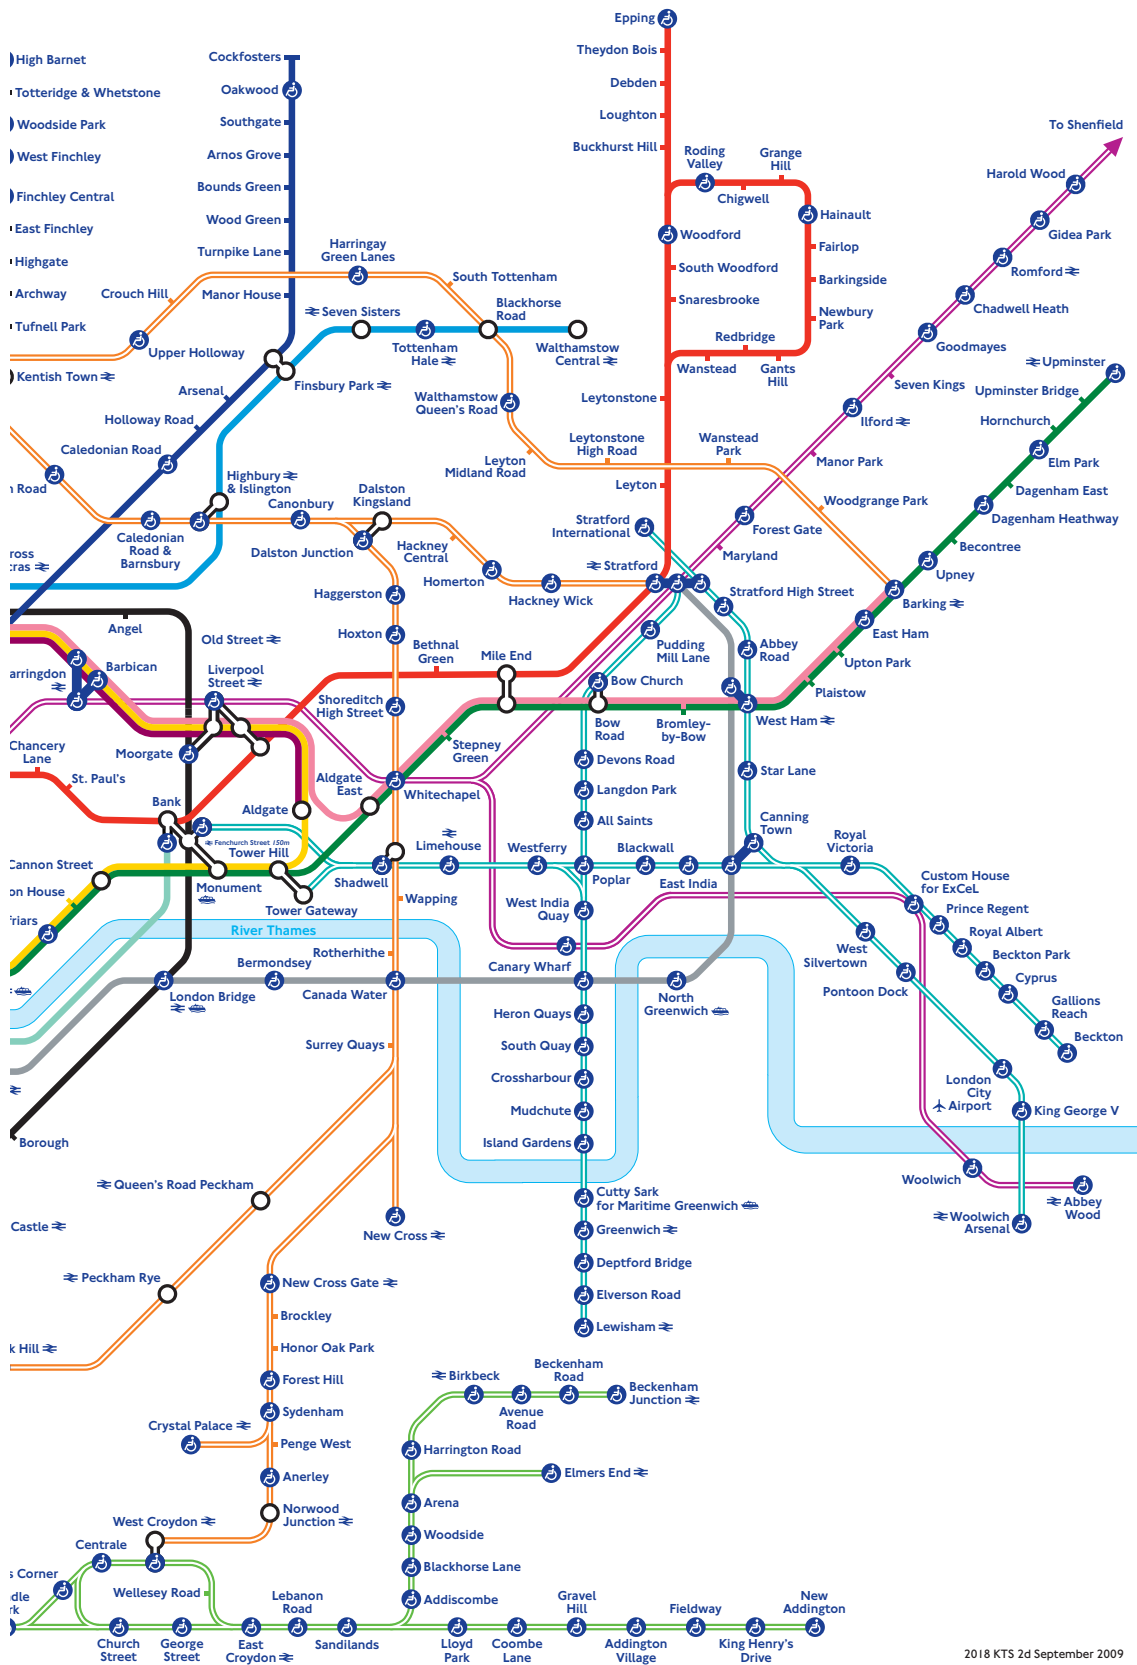 High Barnet
Totteridge & Whetstone
Woodside Park
West Finchley
Finchley Central
East Finchley
Highgate
Archway
Tufnell Park
Kentish Town
Cockfosters
Oakwood
Southgate
Arnos Grove
Bounds Green
Wood Green
Turnpike Lane
Manor House
Harringay
Green Lanes
Crouch Hill
South Tottenham
Upper Holloway
Seven Sisters
Blackhorse
Road
Tottenham
Hale
Walthamstow
Central
Finsbury Park
Arsenal
Holloway Road
Caledonian Road
Walthamstow
Queen's Road
Epping
Theydon Bois
Debden
Loughton
Buckhurst Hill
Roding
Valley
Grange
Hill
Chigwell
Hainault
Woodford
Fairlop
South Woodford
Barkingside
Snaresbrooke
Newbury
Park
Redbridge
Wanstead
Gants
Hill
Leytonstone
To Shenfield
Harold Wood
Gidea Park
Romford
Chadwell Heath
Goodmayes
Seven Kings
Ilford
Manor Park
Upminster
Upminster Bridge
Hornchurch
Elm Park
Dagenham East
Dagenham Heathway
Becontree
Upney
Barking
East Ham
Upton Park
Plaistow
Leyton
Midland Road
Leytonstone
High Road
Wanstead
Park
Woodgrange Park
Leyton
Forest Gate
Maryland
Stratford
International
Stratford
Stratford High Street
Abbey
Road
Pudding
Mill Lane
n Road
Highbury
& Islington
Canonbury
Dalston
Kingsland
Caledonian
Road &
Barnsbury
Dalston Junction
Hackney
Central
Homerton
Hackney Wick
ross
cras
Haggerston
Hoxton
Angel
Old Street
Barbican
arringdon
Liverpool
Street
Shoreditch
High Street
Bethnal
Green
Mile End
Bow Church
Bow
Road
Bromley-
by-Bow
West Ham
Star Lane
Chancery
Lane
St. Paul's
Moorgate
Stepney
Green
Aldgate
East
Whitechapel
Devons Road
Langdon Park
All Saints
Canning
Town
Bank
Aldgate
Fenchurch Street 150m
Tower Hill
Cannon Street
Monument
Tower Gateway
Shadwell
Limehouse
Westferry
Poplar
Blackwall
East India
Royal
Victoria
Custom House
for ExCeL
Prince Regent
Royal Albert
Beckton Park
Cyprus
Gallions
Reach
Beckton
on House
friars
River Thames
Wapping
West India
Quay
West
Silvertown
Pontoon Dock
Rotherhithe
Bermondsey
London Bridge
Canada Water
Canary Wharf
North
Greenwich
Heron Quays
Surrey Quays
South Quay
Crossharbour
Mudchute
Island Gardens
London
City
Airport
King George V
Woolwich
Woolwich
Arsenal
Abbey
Wood
Borough
Castle
Queen's Road Peckham
New Cross
Cutty Sark
for Maritime Greenwich
Greenwich
Deptford Bridge
Elverson Road
Lewisham
Peckham Rye
k Hill
New Cross Gate
Brockley
Honor Oak Park
Forest Hill
Sydenham
Crystal Palace
Penge West
Anerley
Norwood
Junction
West Croydon
Birkbeck
Avenue
Road
Beckenham
Road
Beckenham
Junction
Harrington Road
Elmers End
Arena
Woodside
Blackhorse Lane
Addiscombe
Centrale
s Corner
dle
rk
Wellesey Road
Church
Street
George
Street
East
Croydon
Lebanon
Road
Sandilands
Lloyd
Park
Coombe
Lane
Gravel
Hill
Addington
Village
Fieldway
King Henry's
Drive
New
Addington
2018 KTS 2d September 2009